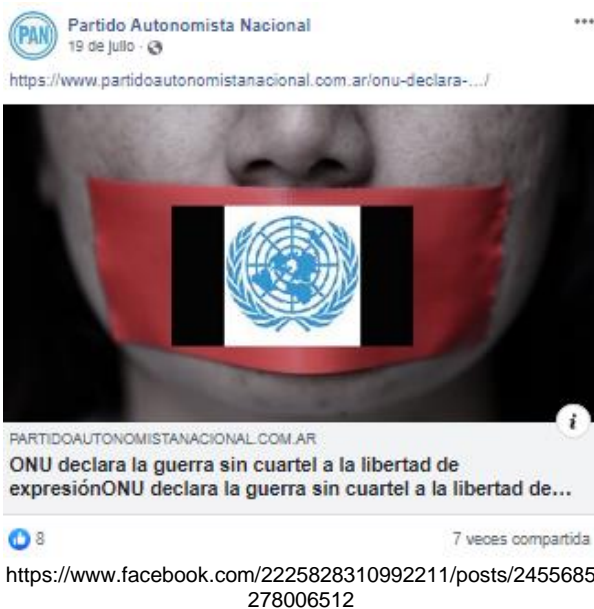 PAN
Partido Autonomista Nacional
19 de julio ·
https://www.partidoautonomistanacional.com.ar/onu-declara-.../
PARTIDOAUTONOMISTANACIONAL.COM.AR
ONU declara la guerra sin cuartel a la libertad de
expresiónONU declara la guerra sin cuartel a la libertad de...
8
7 veces compartida
https://www.facebook.com/2225828310992211/posts/2455685
278006512